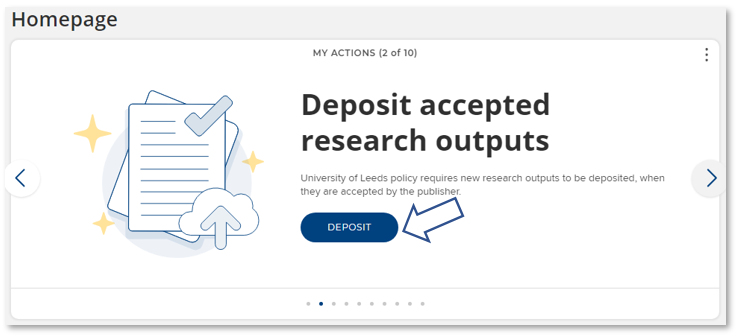 Homepage
MY ACTIONS (2 of 10)
Deposit accepted
research outputs
University of Leeds policy requires new research outputs to be deposited, when
they are accepted by the publisher.
DEPOSIT